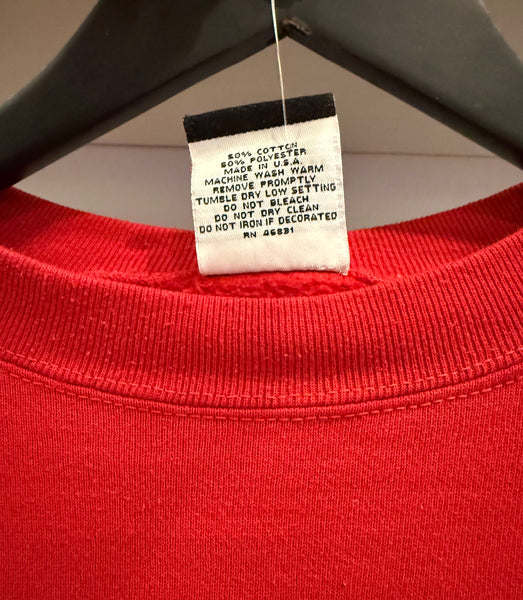 50% COTTON
50% POLYESTER
MADE IN U.S.A.
MACHINE WASH WARM
REMOVE PROMPTLY
TUMBLE DRY LOW SETTING
DO NOT BLEACH
DO NOT DRY CLEAN
DO NOT IRON IF DECORATED
RN 46831